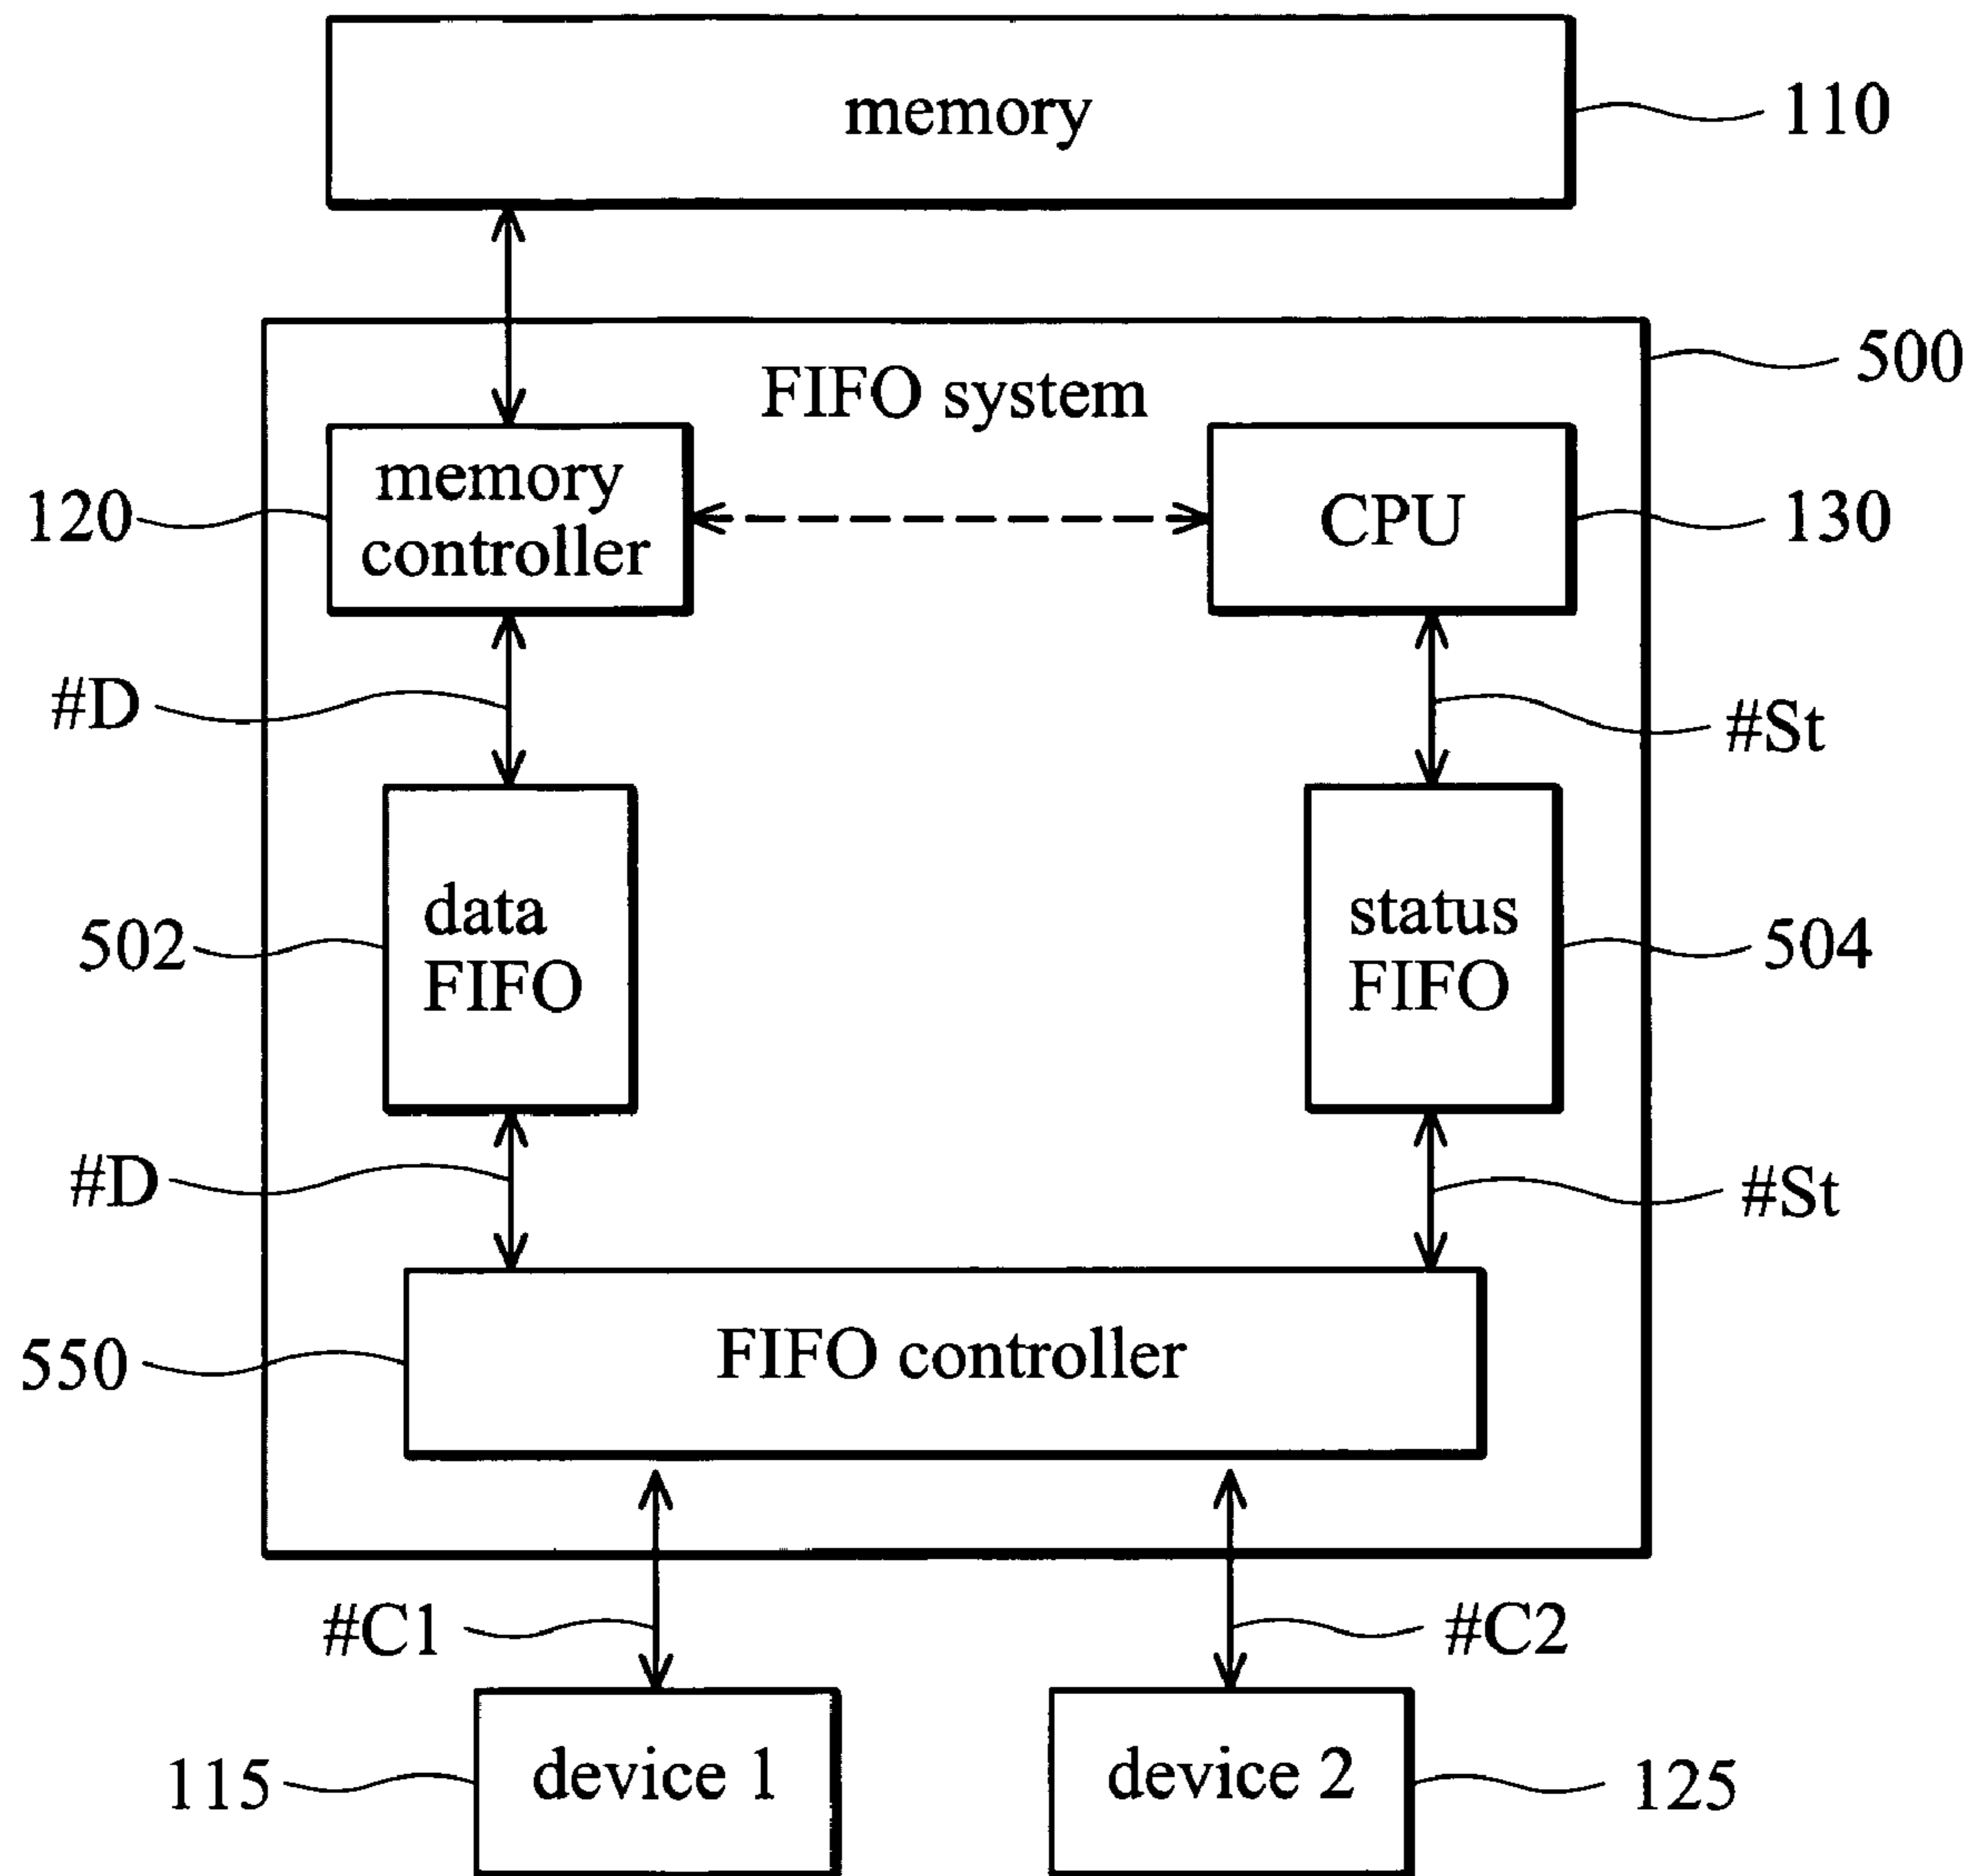 memory
110
500
FIFO system
memory
controller
CPU
120
130
#D
#St
data
FIFO
status
FIFO
502
504
#D
#St
FIFO controller
550
#C1
#C2
device 1
device 2
115
125